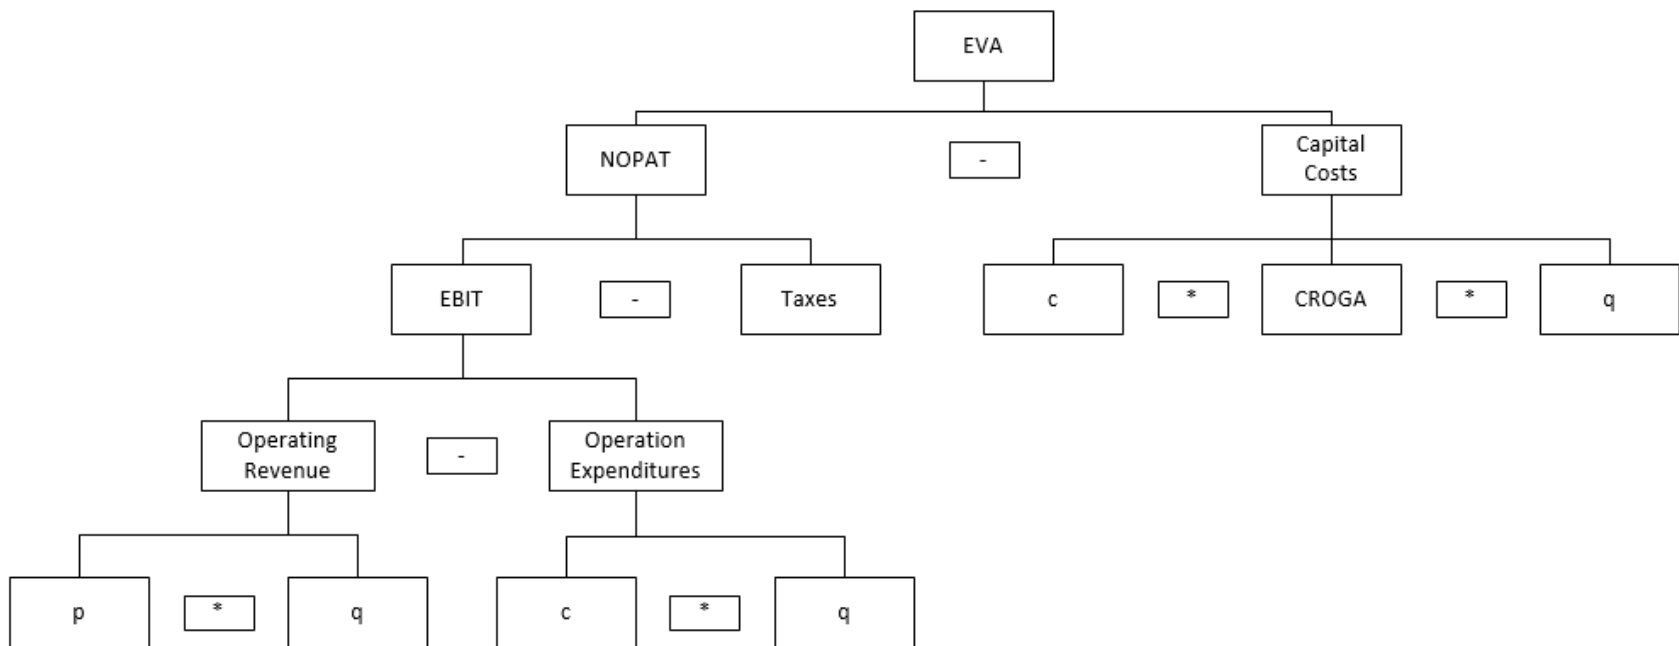 EVA
NOPAT
-
Capital
Costs
EBIT
-
Taxes
c
*
CROGA
*
q
Operating
Revenue
-
Operation
Expenditures
p
*
q
c
*
q